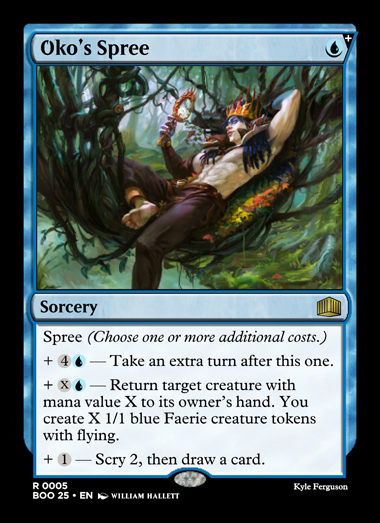 Oko's Spree
Sorcery
Spree (Choose one or more additional costs.)
+ 4 — Take an extra turn after this one.
+ X — Return target creature with
mana value X to its owner's hand. You
create X 1/1 blue Faerie creature tokens
with flying.
+ 1 — Scry 2, then draw a card.
R 0005
BOO 25 • EN WILLIAM HALLETT
Kyle Ferguson